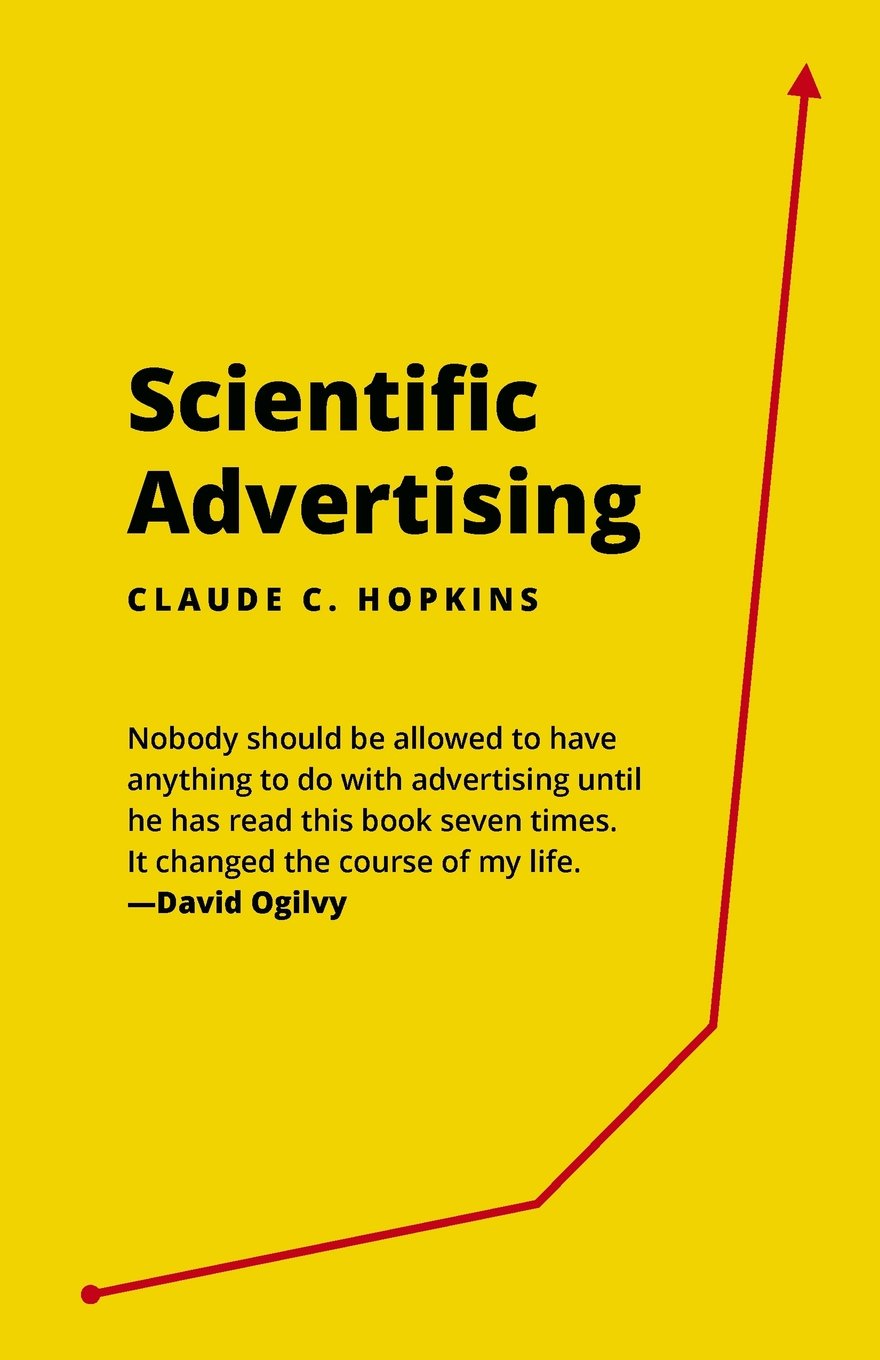 Scientific
Advertising
CLAUDE C. HOPKINS
Nobody should be allowed to have
anything to do with advertising until
he has read this book seven times.
It changed the course of my life.
—David Ogilvy